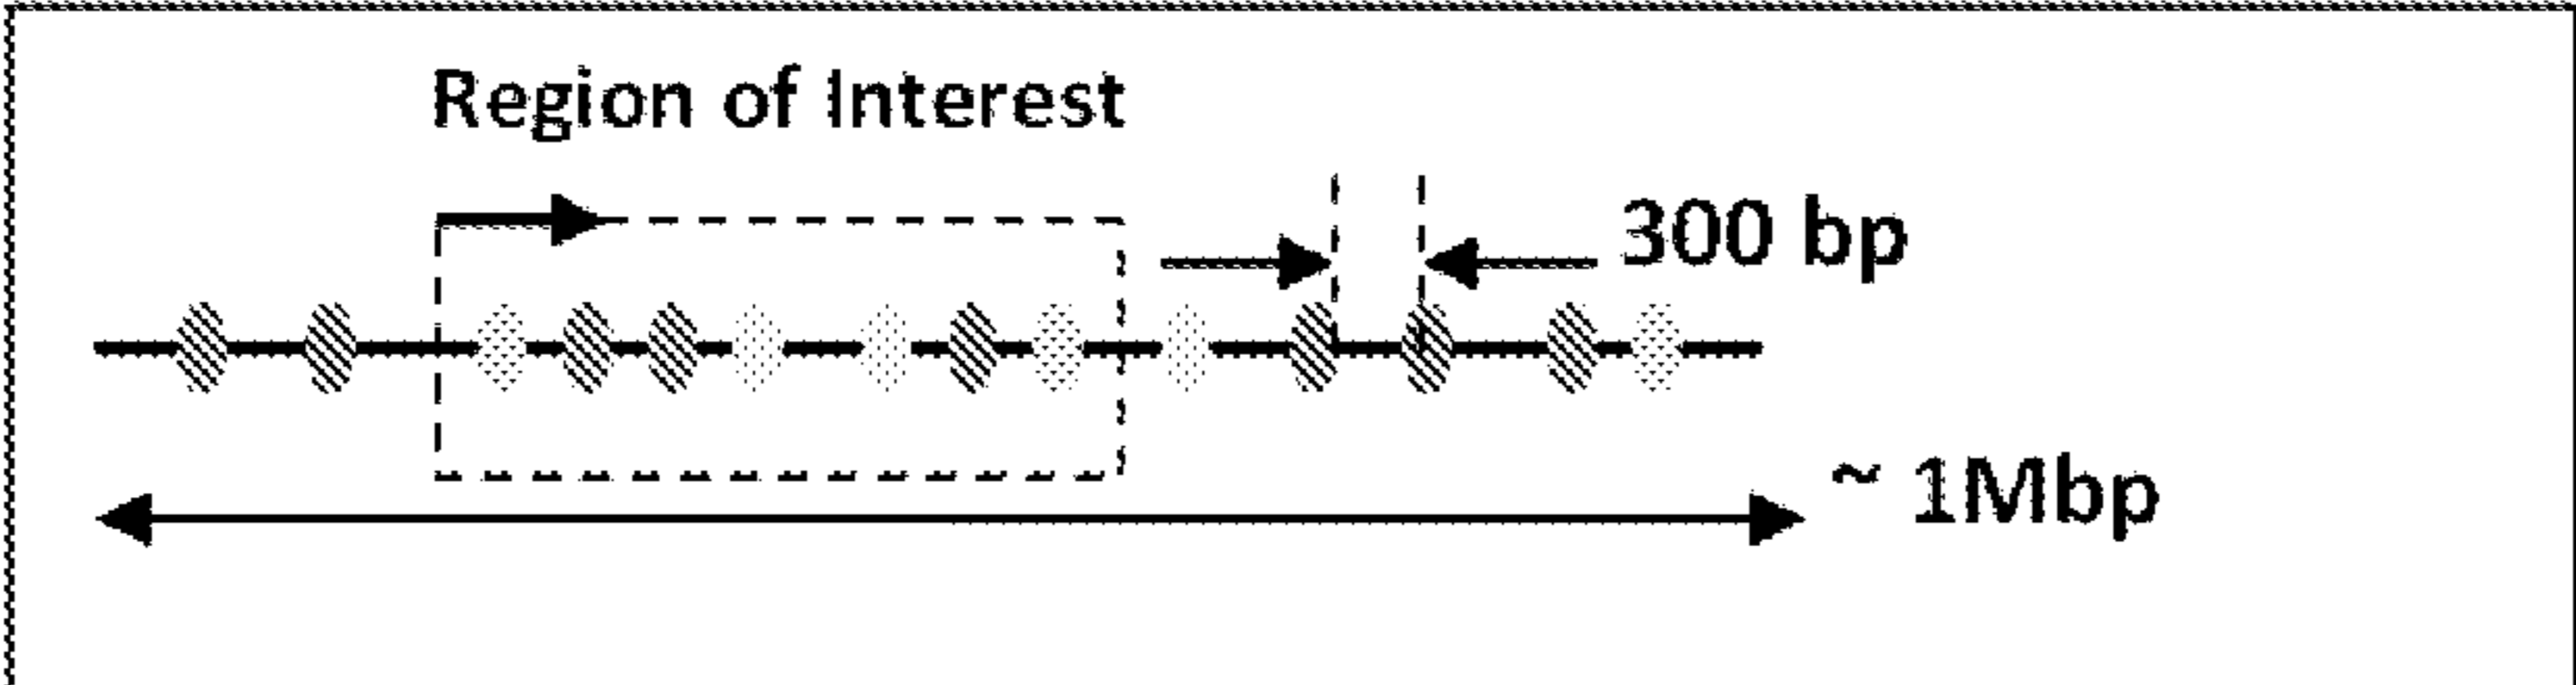 Region of Interest
300 bp
~ 1Mbp